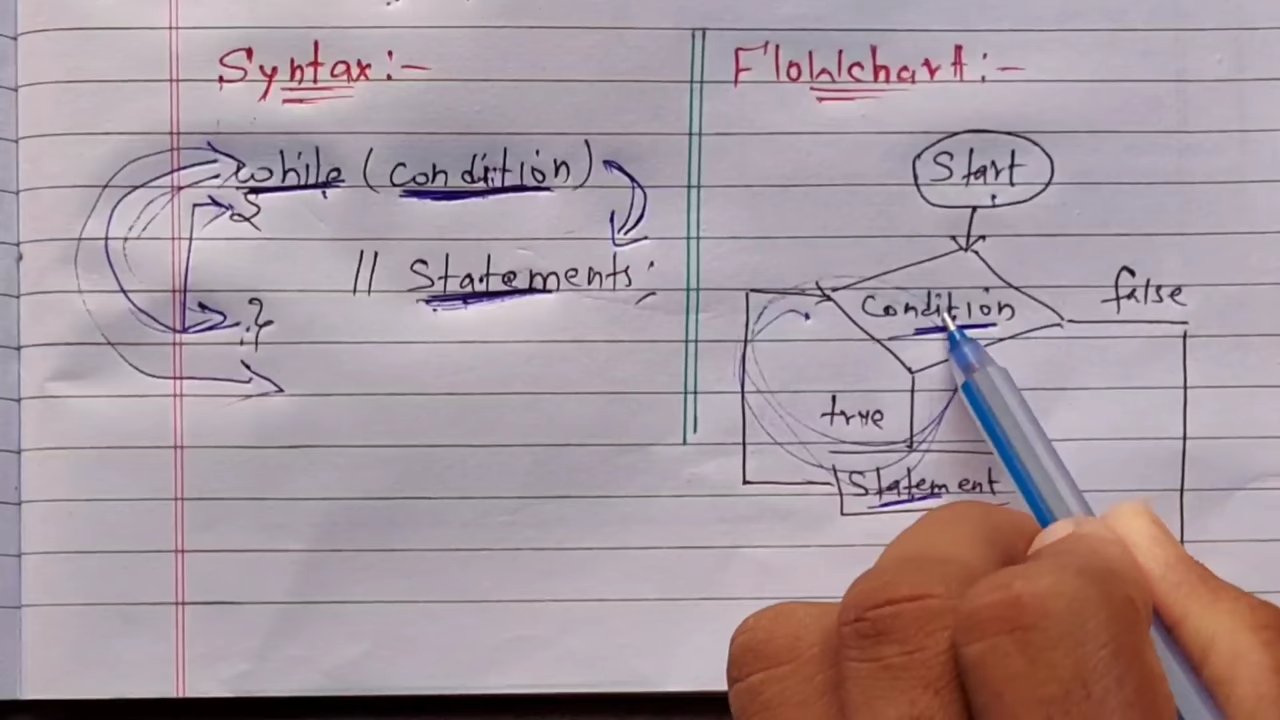 Syntax:-
while (condition)
{
// Statements;
}
Flowchart:-
Start
Condition
false
true
Statement